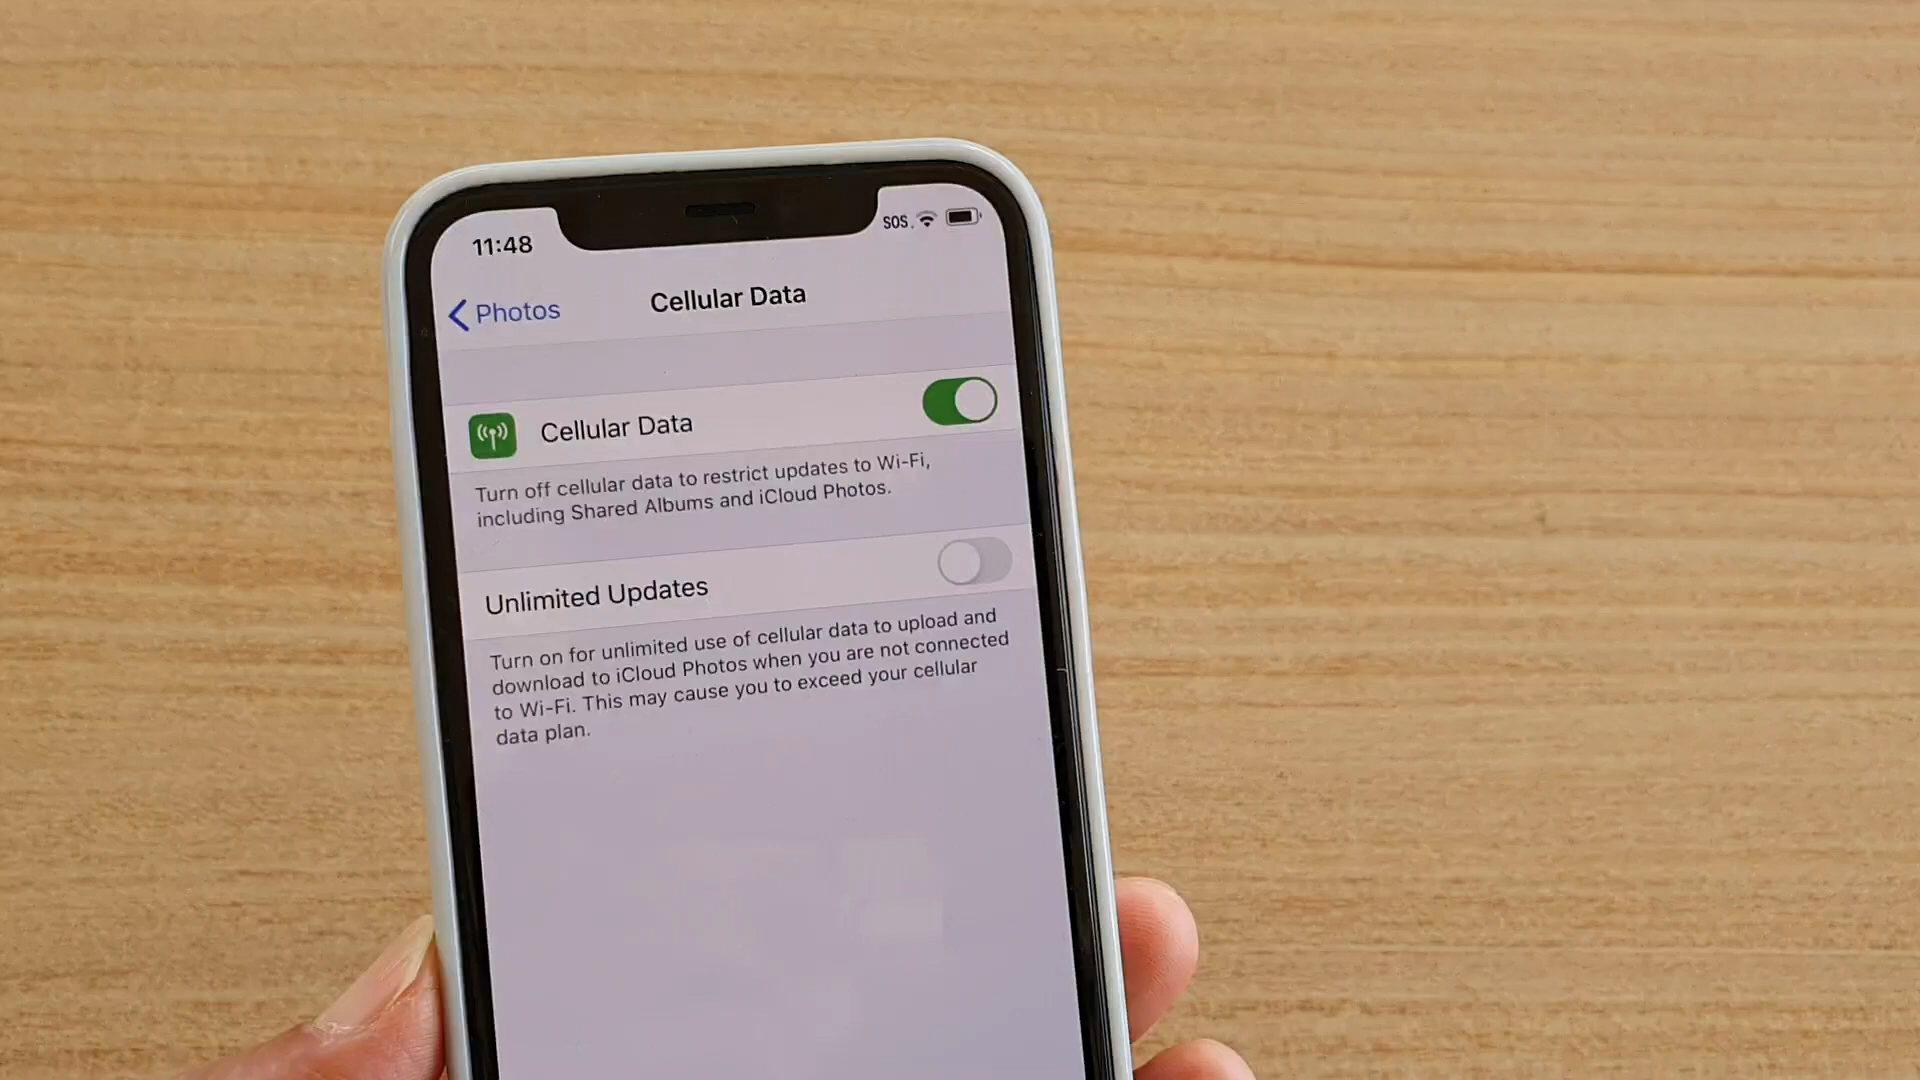 11:48
SOS
Photos
Cellular Data
Cellular Data
Turn off cellular data to restrict updates to Wi-Fi,
including Shared Albums and iCloud Photos.
Unlimited Updates
Turn on for unlimited use of cellular data to upload and
download to iCloud Photos when you are not connected
to Wi-Fi. This may cause you to exceed your cellular
data plan.